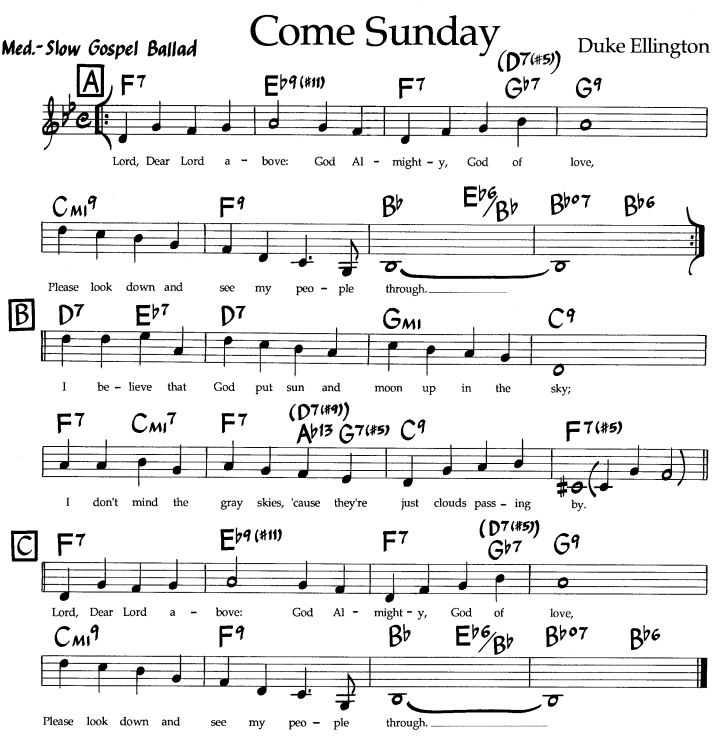 Come Sunday
Med.-Slow Gospel Ballad
Duke Ellington
(D7(#5))
A F7 Eb9(#11) F7 Gb7 G9
Lord, Dear Lord a – bove: God Al – might – y, God of love,
CMI9 F9 Bb Eb6/Bb Bbo7 Bb6
Please look down and see my peo – ple through.
B D7 Eb7 D7 GMI C9
I be – lieve that God put sun and moon up in the sky;
(D7(#9))
F7 CMI7 F7 Ab13 G7(#5) C9 F7(#5)
I don't mind the gray skies, 'cause they're just clouds pass – ing by.
(D7(#5))
C F7 Eb9(#11) F7 Gb7 G9
Lord, Dear Lord a – bove: God Al – might – y, God of love,
CMI9 F9 Bb Eb6/Bb Bbo7 Bb6
Please look down and see my peo – ple through.